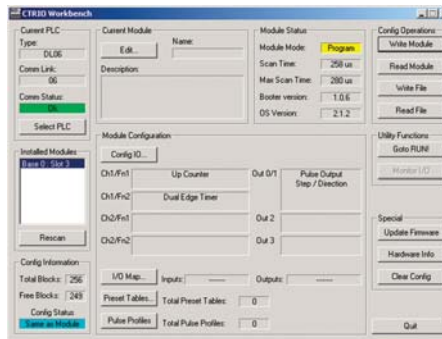 CTRIO Workbench
Current PLC
Type:
DL06
Comm Link:
06
Comm Status:
Ok
Select PLC
Installed Modules
Base 0 : Slot 3
Rescan
Config Information
Total Blocks: 256
Free Blocks: 249
Config Status
Same as Module
Current Module
Edit...
Name:
Description:
Module Status
Module Mode: Program
Scan Time: 258 us
Max Scan Time: 280 us
Booter version: 1.0.6
OS Version: 2.1.2
Module Configuration
Config IO...
Ch1/Fn1 Up Counter Out 0/1 Pulse Output
Step / Direction
Ch1/Fn2 Dual Edge Timer
Ch2/Fn1 Out 2
Ch2/Fn2 Out 3
I/O Map... Inputs: ------ Outputs: ------
Preset Tables... Total Preset Tables: 0
Pulse Profiles Total Pulse Profiles: 0
Config Operations
Write Module
Read Module
Write File
Read File
Utility Functions
Goto RUN!
Monitor I/O
Special
Update Firmware
Hardware Info
Clear Config
Quit